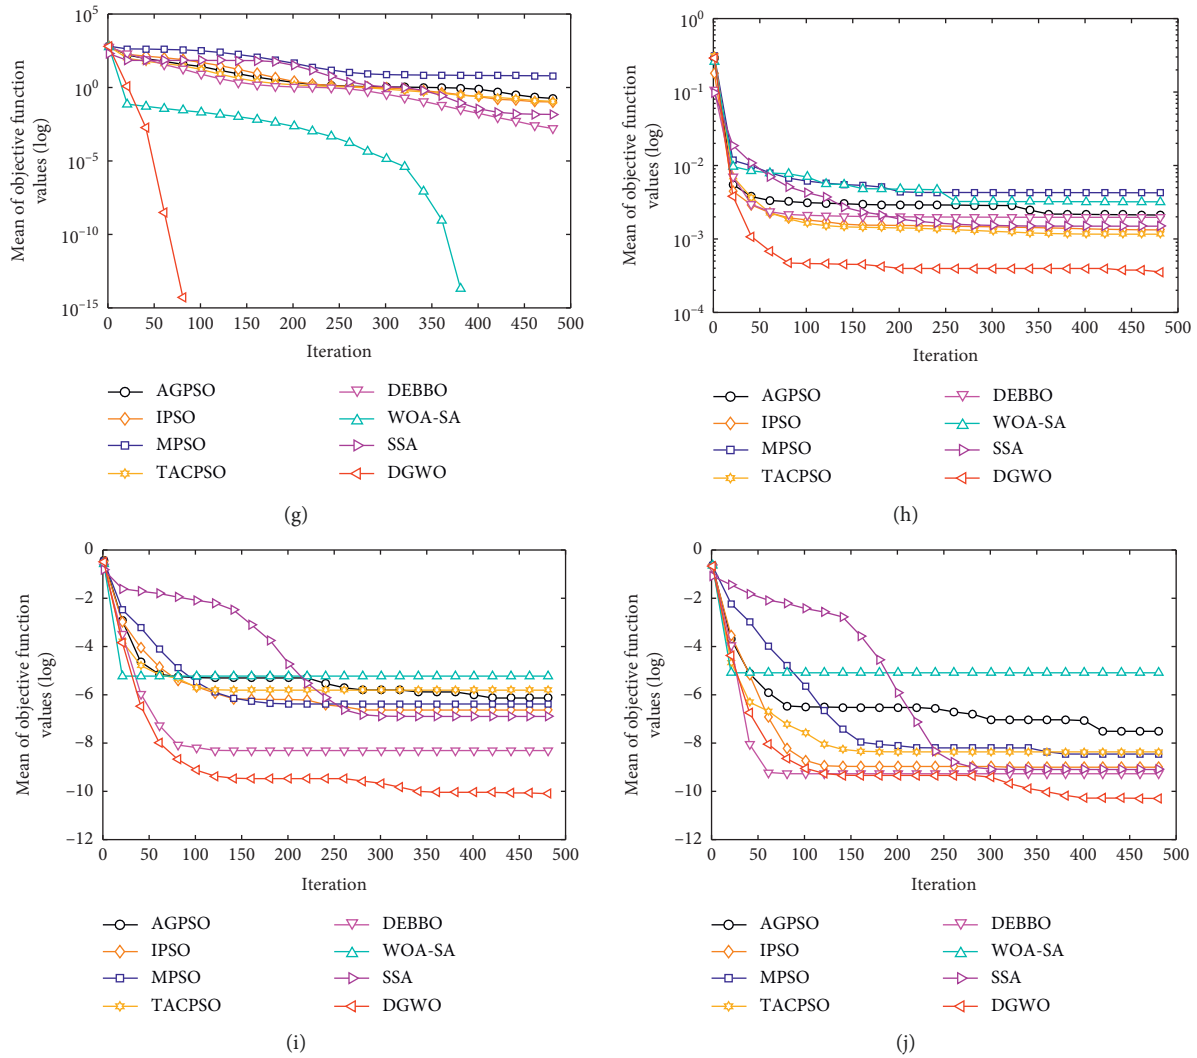 10^5
10^0
10^−5
10^−10
10^−15
Mean of objective function
values (log)
0 50 100 150 200 250 300 350 400 450 500
Iteration
AGPSO
IPSO
MPSO
TACPSO
DEBBO
WOA-SA
SSA
DGWO
(g)
10^0
10^−1
10^−2
10^−3
10^−4
Mean of objective function
values (log)
0 50 100 150 200 250 300 350 400 450 500
Iteration
AGPSO
IPSO
MPSO
TACPSO
DEBBO
WOA-SA
SSA
DGWO
(h)
0
−2
−4
−6
−8
−10
−12
Mean of objective function
values (log)
0 50 100 150 200 250 300 350 400 450 500
Iteration
AGPSO
IPSO
MPSO
TACPSO
DEBBO
WOA-SA
SSA
DGWO
(i)
0
−2
−4
−6
−8
−10
−12
Mean of objective function
values (log)
0 50 100 150 200 250 300 350 400 450 500
Iteration
AGPSO
IPSO
MPSO
TACPSO
DEBBO
WOA-SA
SSA
DGWO
(j)